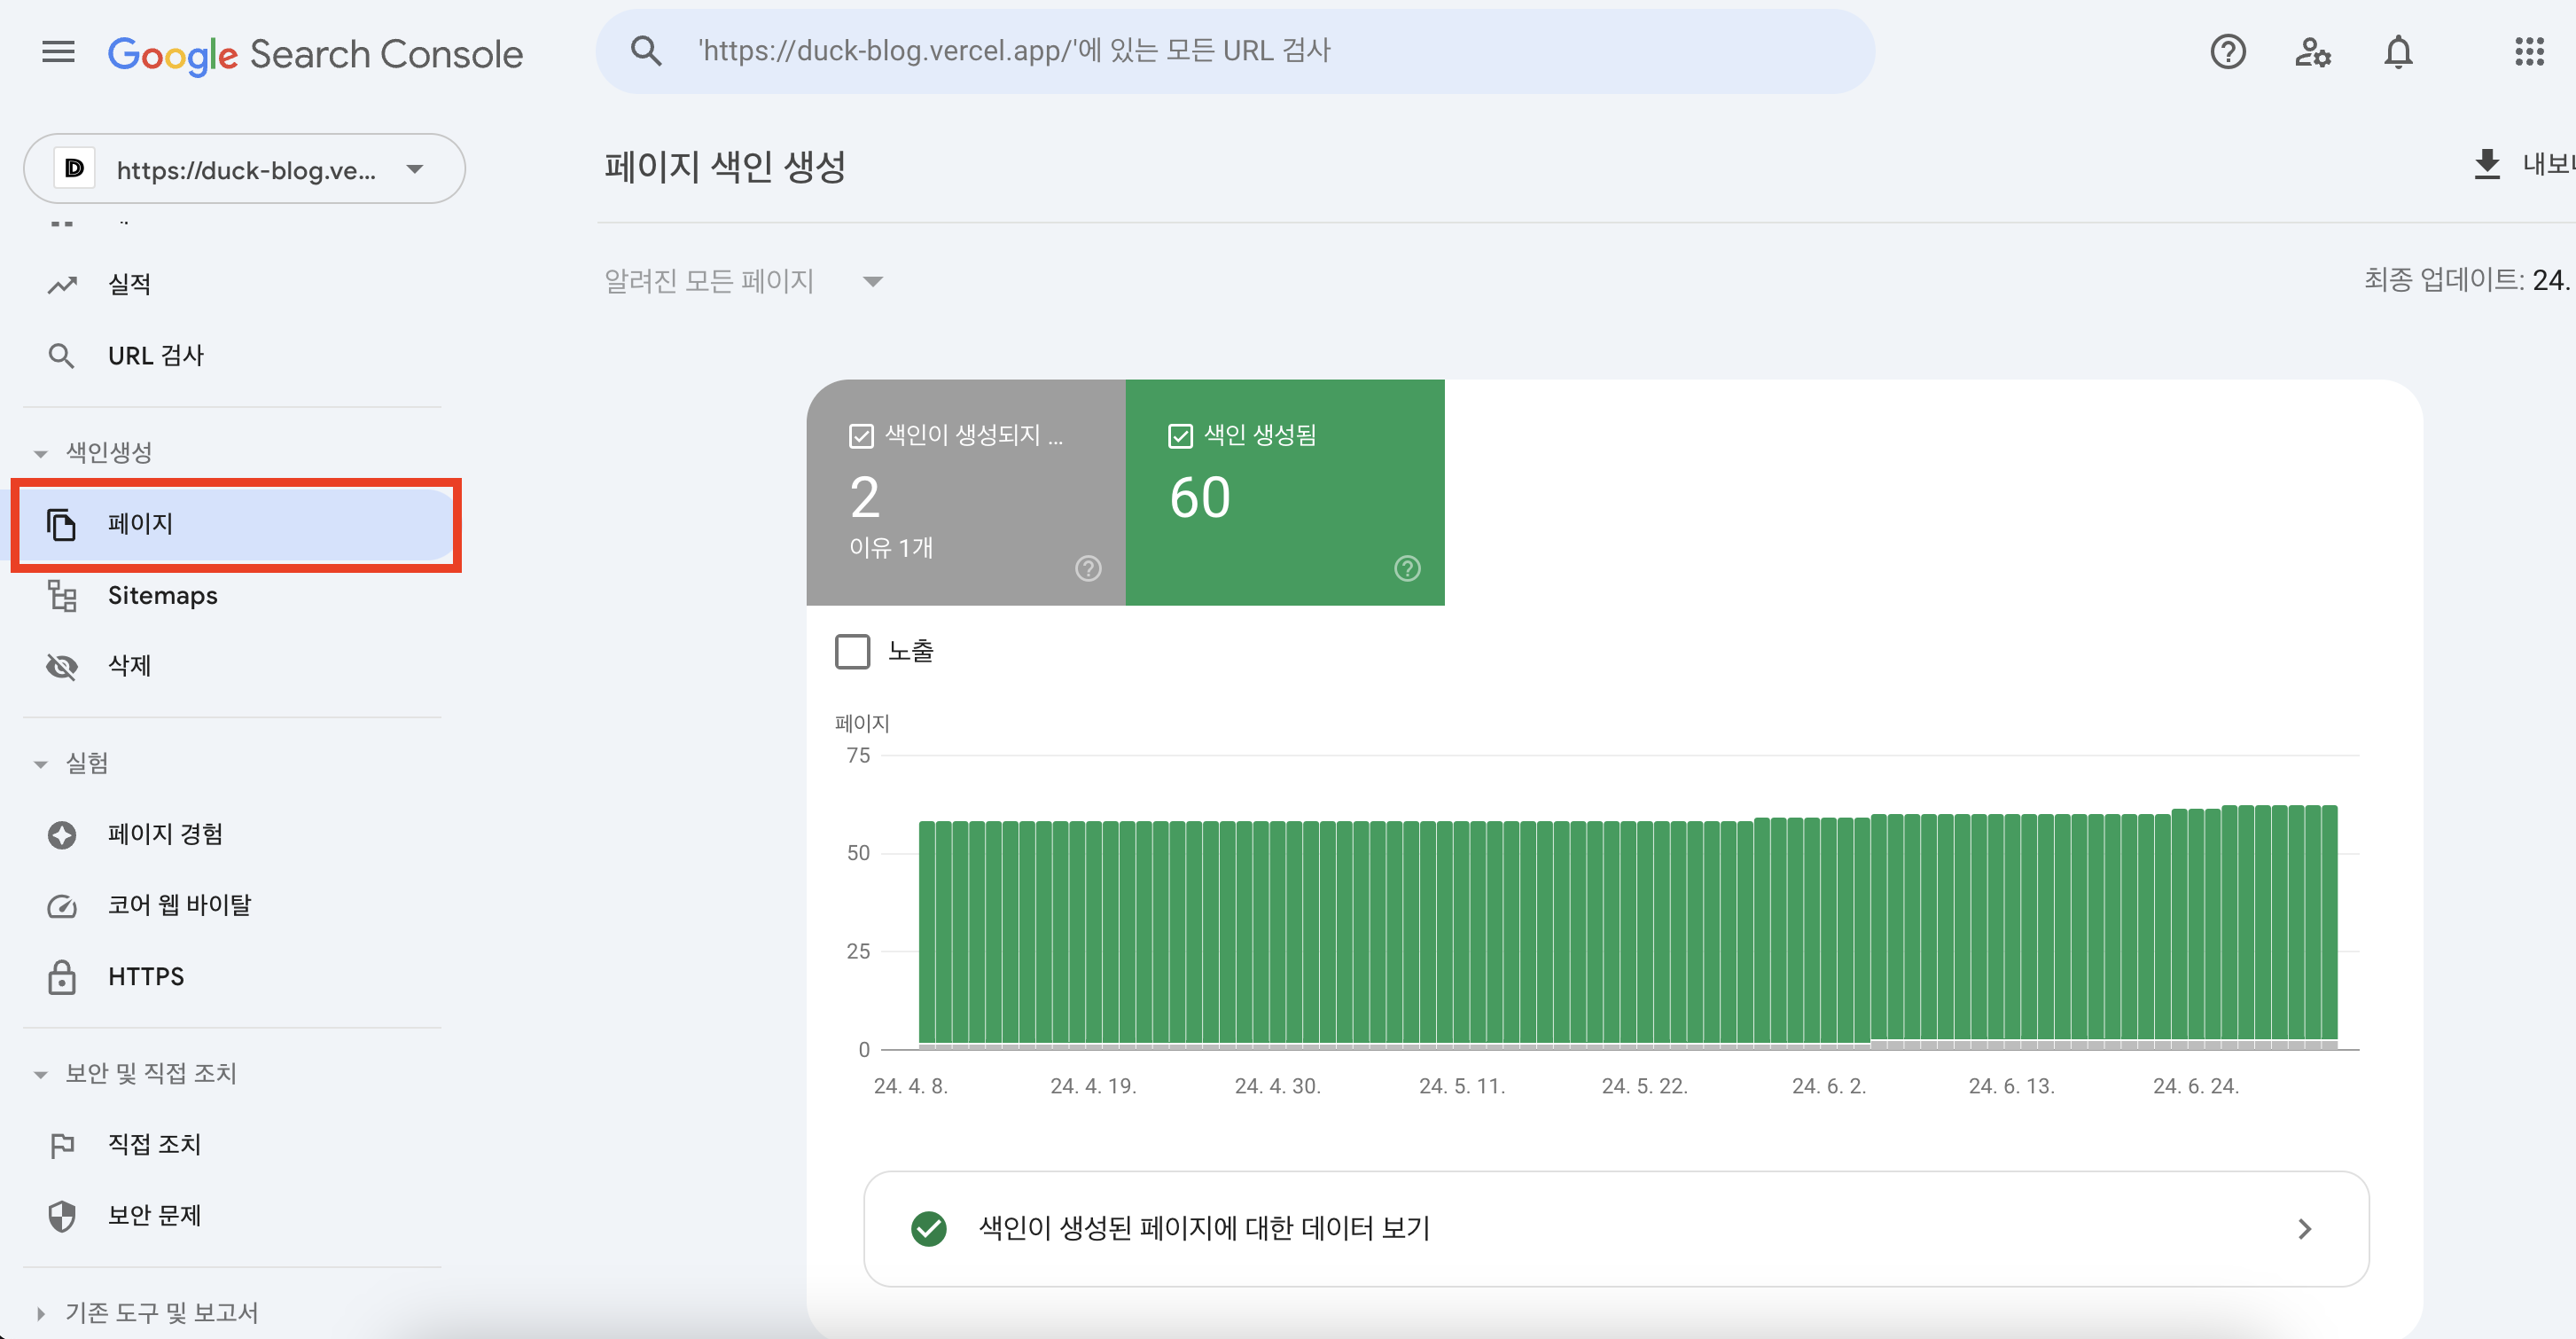 Google Search Console
'https://duck-blog.vercel.app/'에 있는 모든 URL 검사
D https://duck-blog.ve...
페이지 색인 생성
내보
실적
알려진 모든 페이지
최종 업데이트: 24.
URL 검사
색인생성
페이지
Sitemaps
삭제
실험
페이지 경험
코어 웹 바이탈
HTTPS
보안 및 직접 조치
직접 조치
보안 문제
기존 도구 및 보고서
색인이 생성되지 ...
2
이유 1개
색인 생성됨
60
노출
페이지
75
50
25
0
24. 4. 8.
24. 4. 19.
24. 4. 30.
24. 5. 11.
24. 5. 22.
24. 6. 2.
24. 6. 13.
24. 6. 24.
색인이 생성된 페이지에 대한 데이터 보기